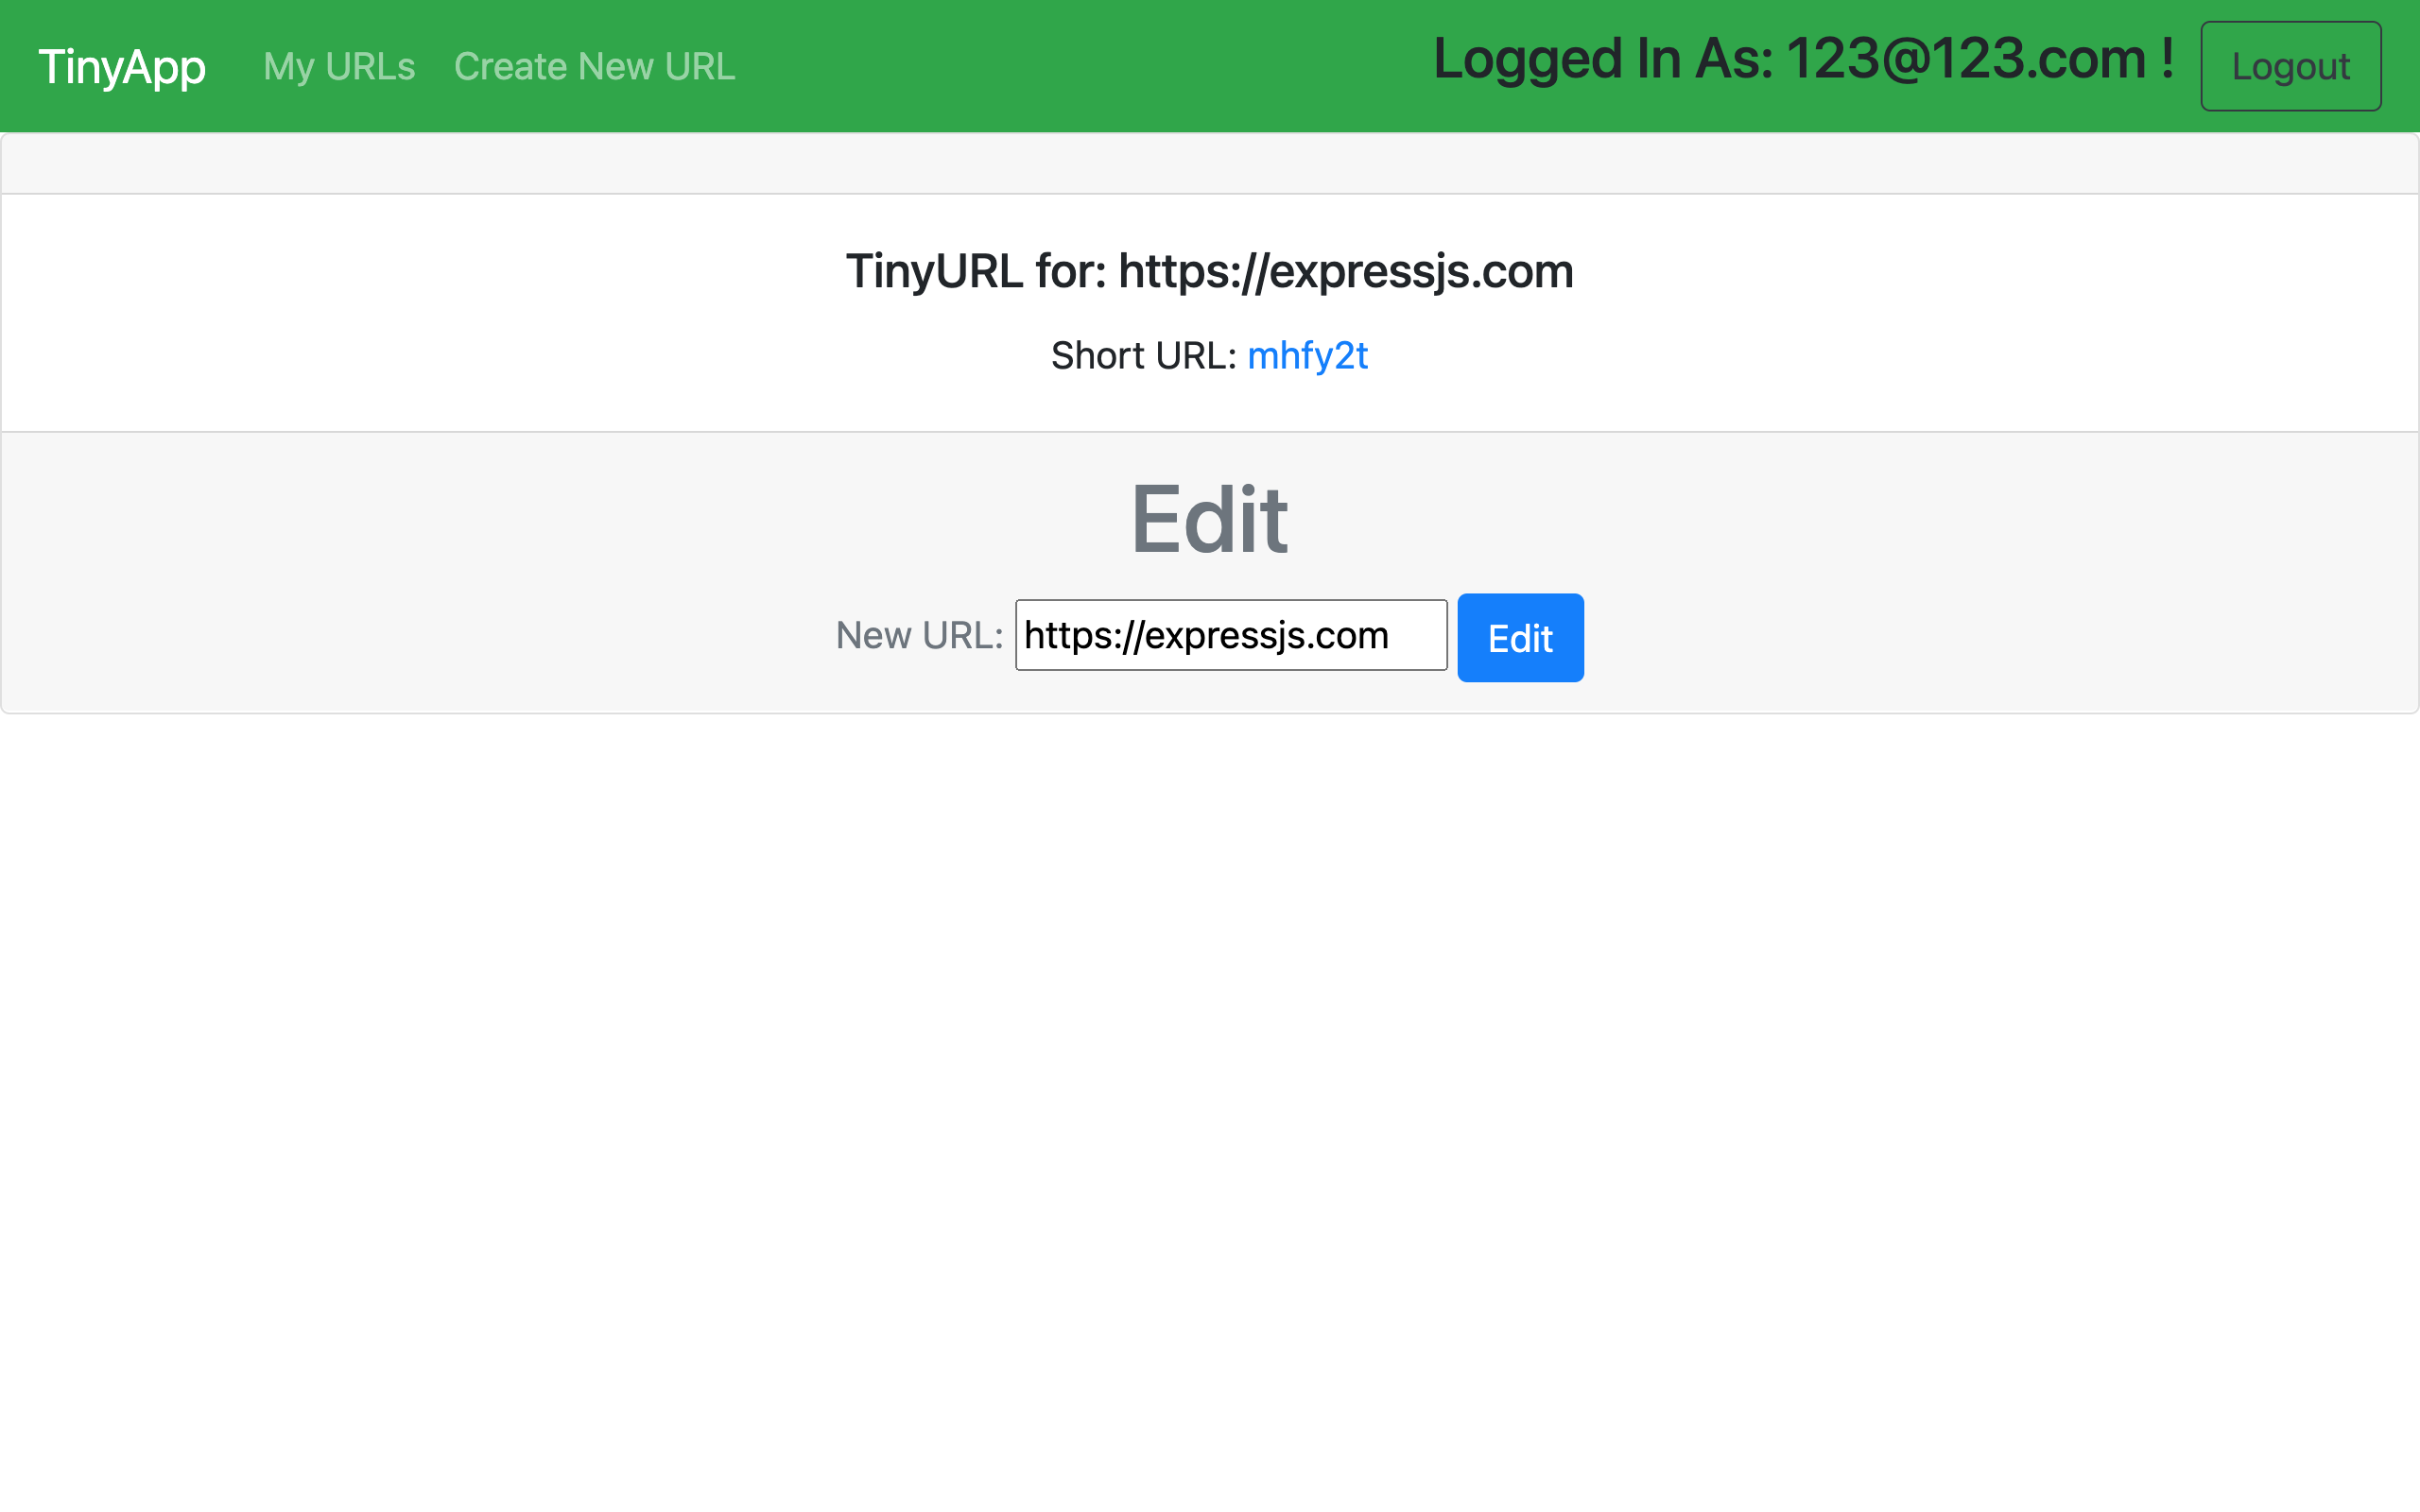 TinyApp My URLs Create New URL Logged In As: 123@123.com ! Logout
TinyURL for: https://expressjs.com
Short URL: mhfy2t
Edit
New URL: https://expressjs.com Edit